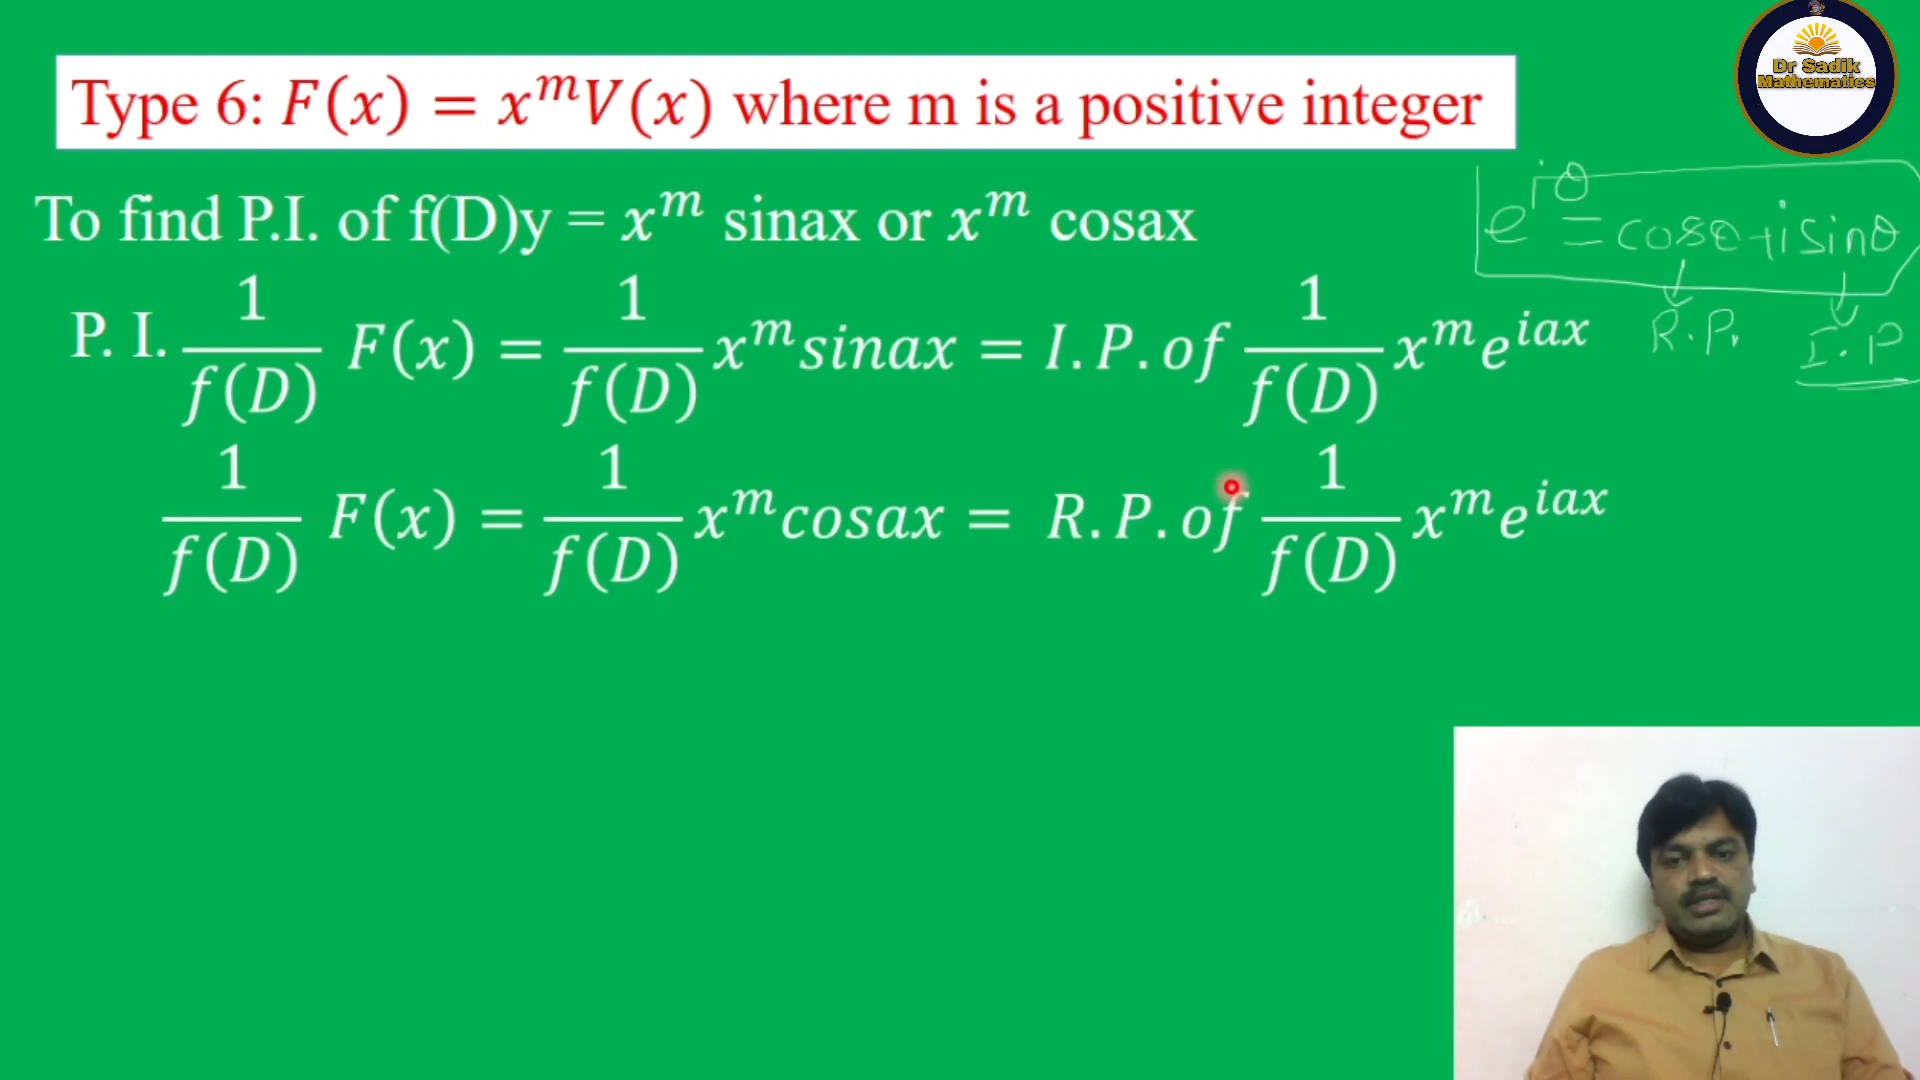 Dr Sadik
Mathematics
Type 6: F(x) = x^m V(x) where m is a positive integer
To find P.I. of f(D)y = x^m sinax or x^m cosax
e^{iθ} = cosθ+isinθ
R.P.
I.P
P. I. 1/f(D) F(x) = 1/f(D) x^m sinax = I.P.of 1/f(D) x^m e^{iax}
1/f(D) F(x) = 1/f(D) x^m cosax = R.P.of 1/f(D) x^m e^{iax}